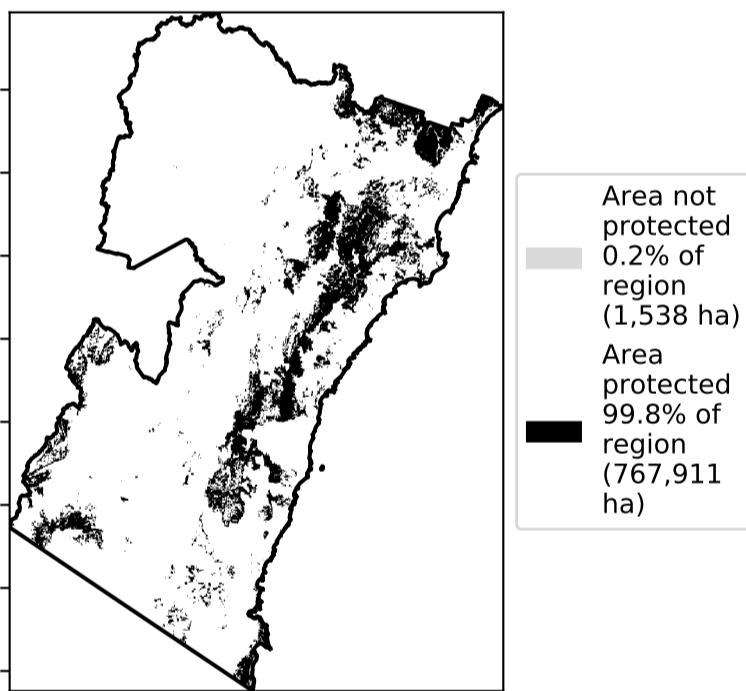 Area not
protected
0.2% of
region
(1,538 ha)
Area
protected
99.8% of
region
(767,911
ha)